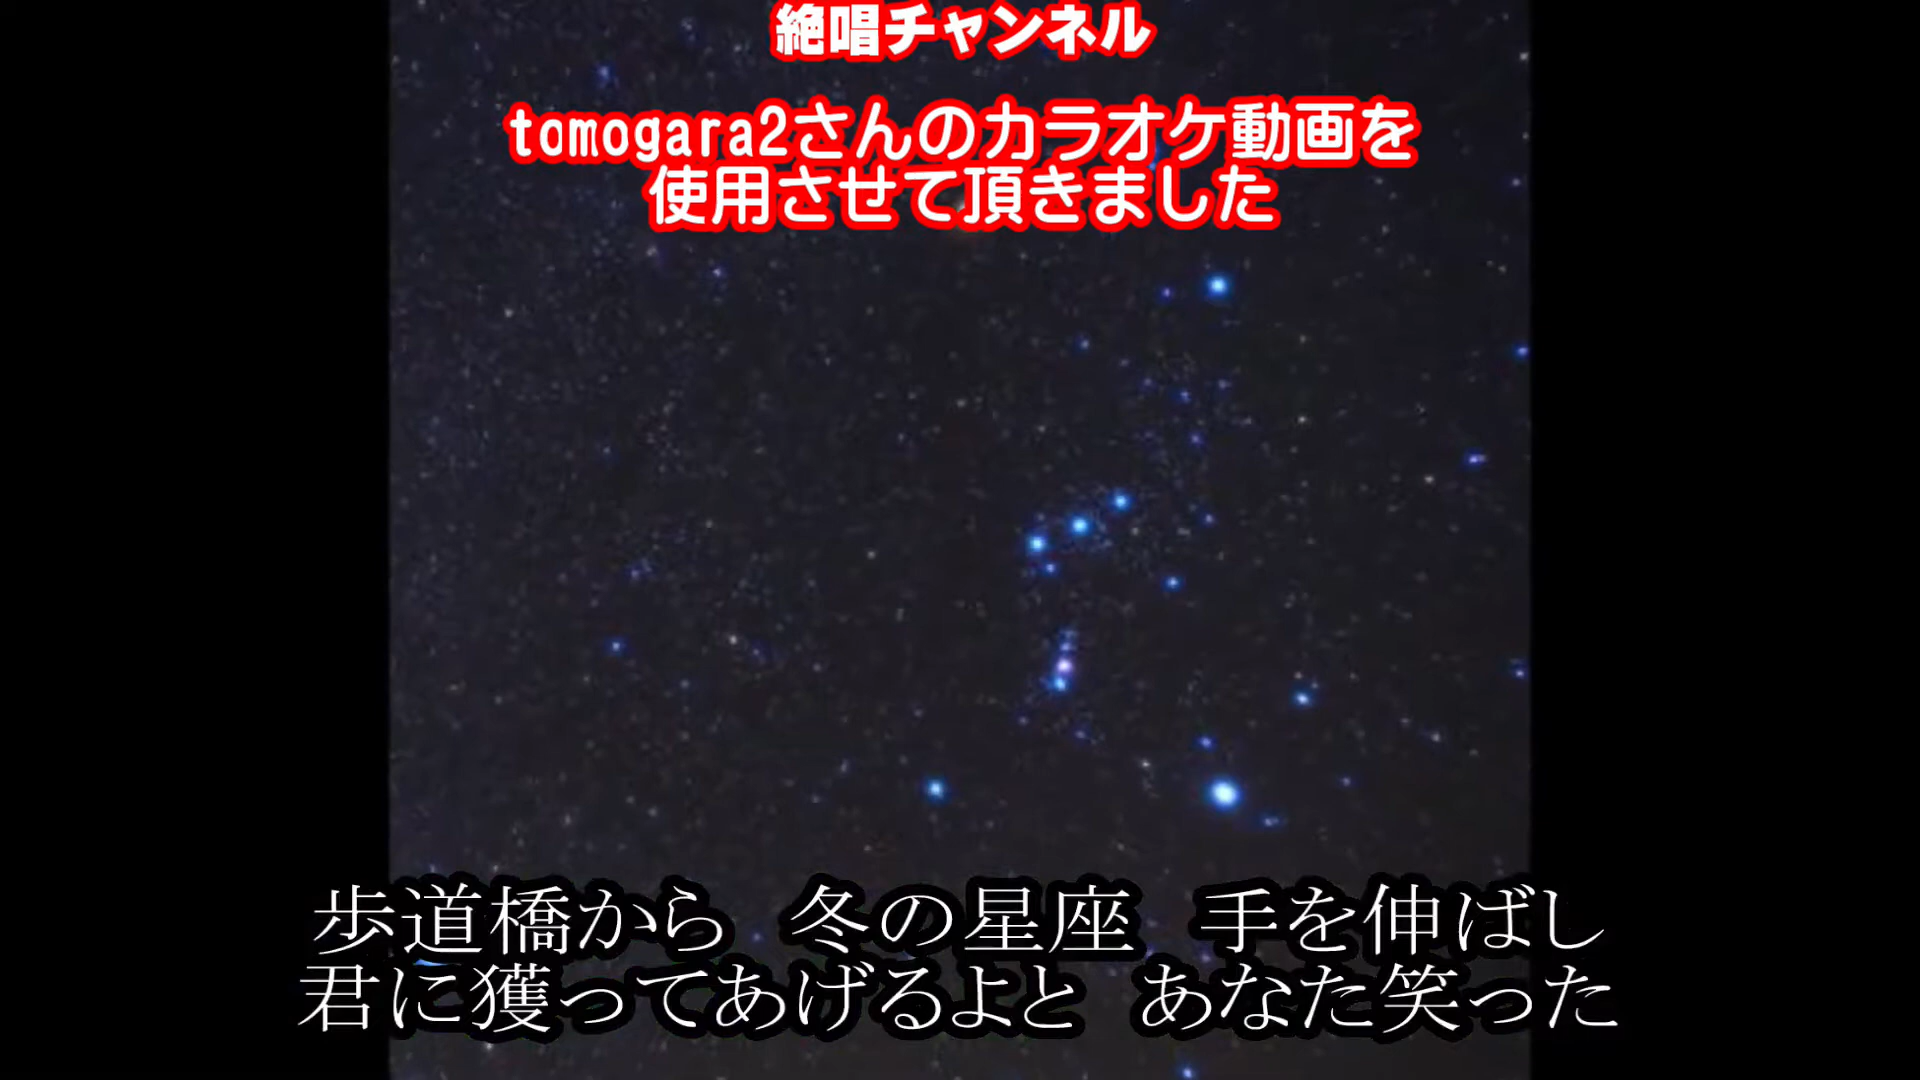 絶唱チャンネル
tomogara2さんのカラオケ動画を
使用させて頂きました
歩道橋から　冬の星座　手を伸ばし
君に獲ってあげるよと　あなた笑った